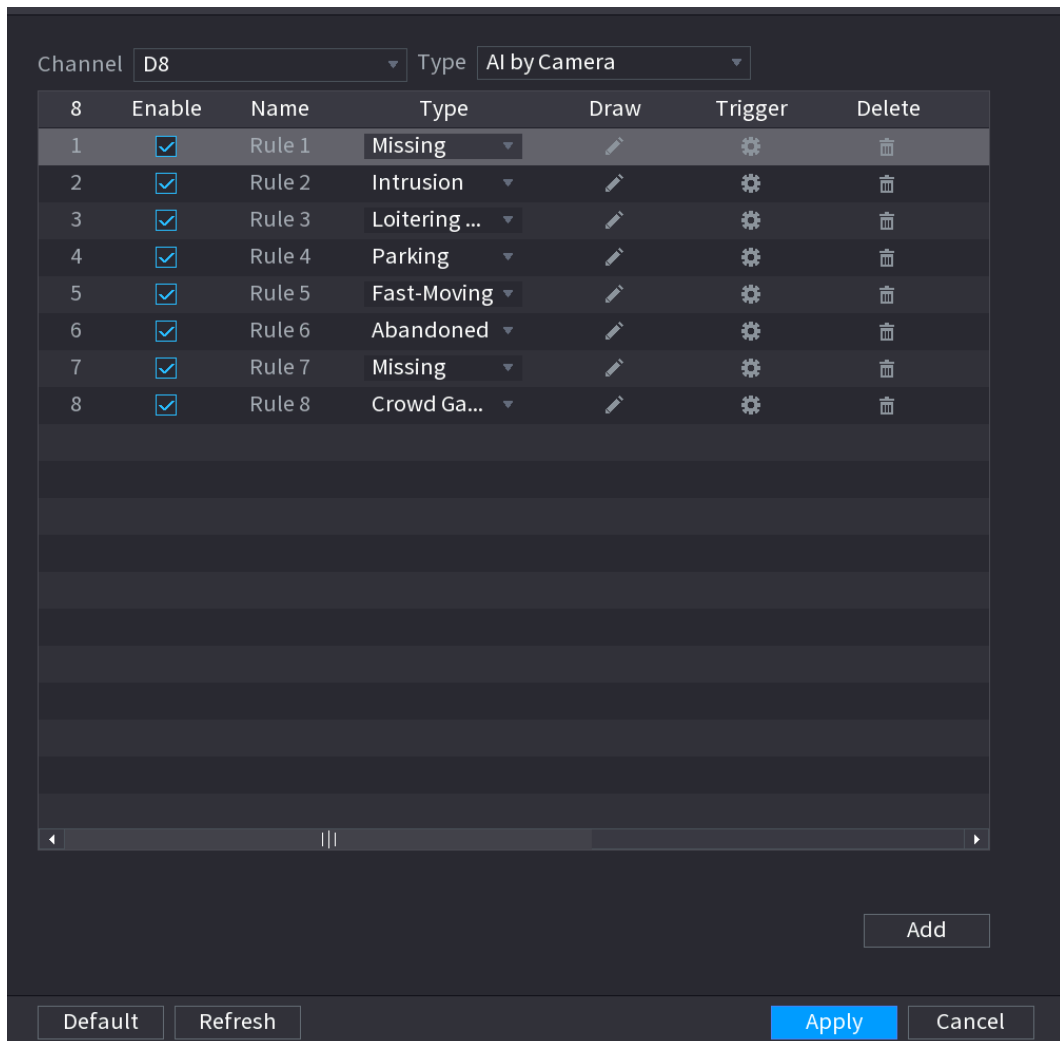 Channel D8 Type AI by Camera
8 Enable Name Type Draw Trigger Delete
1 Rule 1 Missing
2 Rule 2 Intrusion
3 Rule 3 Loitering ...
4 Rule 4 Parking
5 Rule 5 Fast-Moving
6 Rule 6 Abandoned
7 Rule 7 Missing
8 Rule 8 Crowd Ga...
Add
Default Refresh Apply Cancel